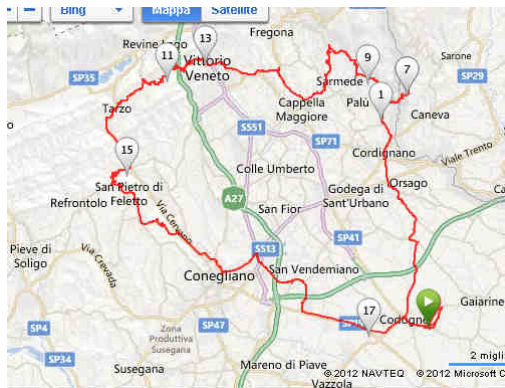 Bing
Mappa
Satellite
Fregona
13
Revine Lago
11
Vittorio
Veneto
9
7
Sarone
SP35
SP29
Sarmede
Tarzo
Cappella
Maggiore
Palù
1
Caneva
SS51
SP71
Cordignano
Viale Trento
15
Colle Umberto
Orsago
San Pietro di
Feletto
Godega di
Sant'Urbano
Refrontolo
A27
San Fior
Via Cervano
Pieve di
Soligo
SP41
SS13
Via Crevada
San Vendemiano
Conegliano
Gaiarine
17
Codognè
SP4
Zona
Produttiva
Susegana
SP47
SP34
2 migli
Susegana
Mareno di Piave
Vazzola
© 2012 NAVTEQ
© 2012 Microsoft C